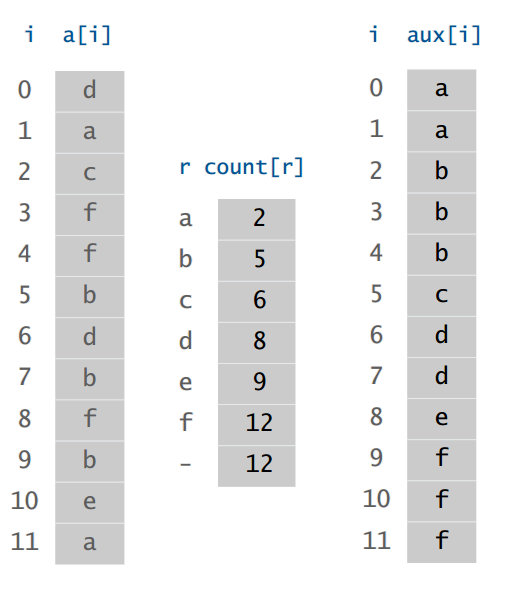 i a[i]
0 d
1 a
2 c
3 f
4 f
5 b
6 d
7 b
8 f
9 b
10 e
11 a
r count[r]
a 2
b 5
c 6
d 8
e 9
f 12
- 12
i aux[i]
0 a
1 a
2 b
3 b
4 b
5 c
6 d
7 d
8 e
9 f
10 f
11 f